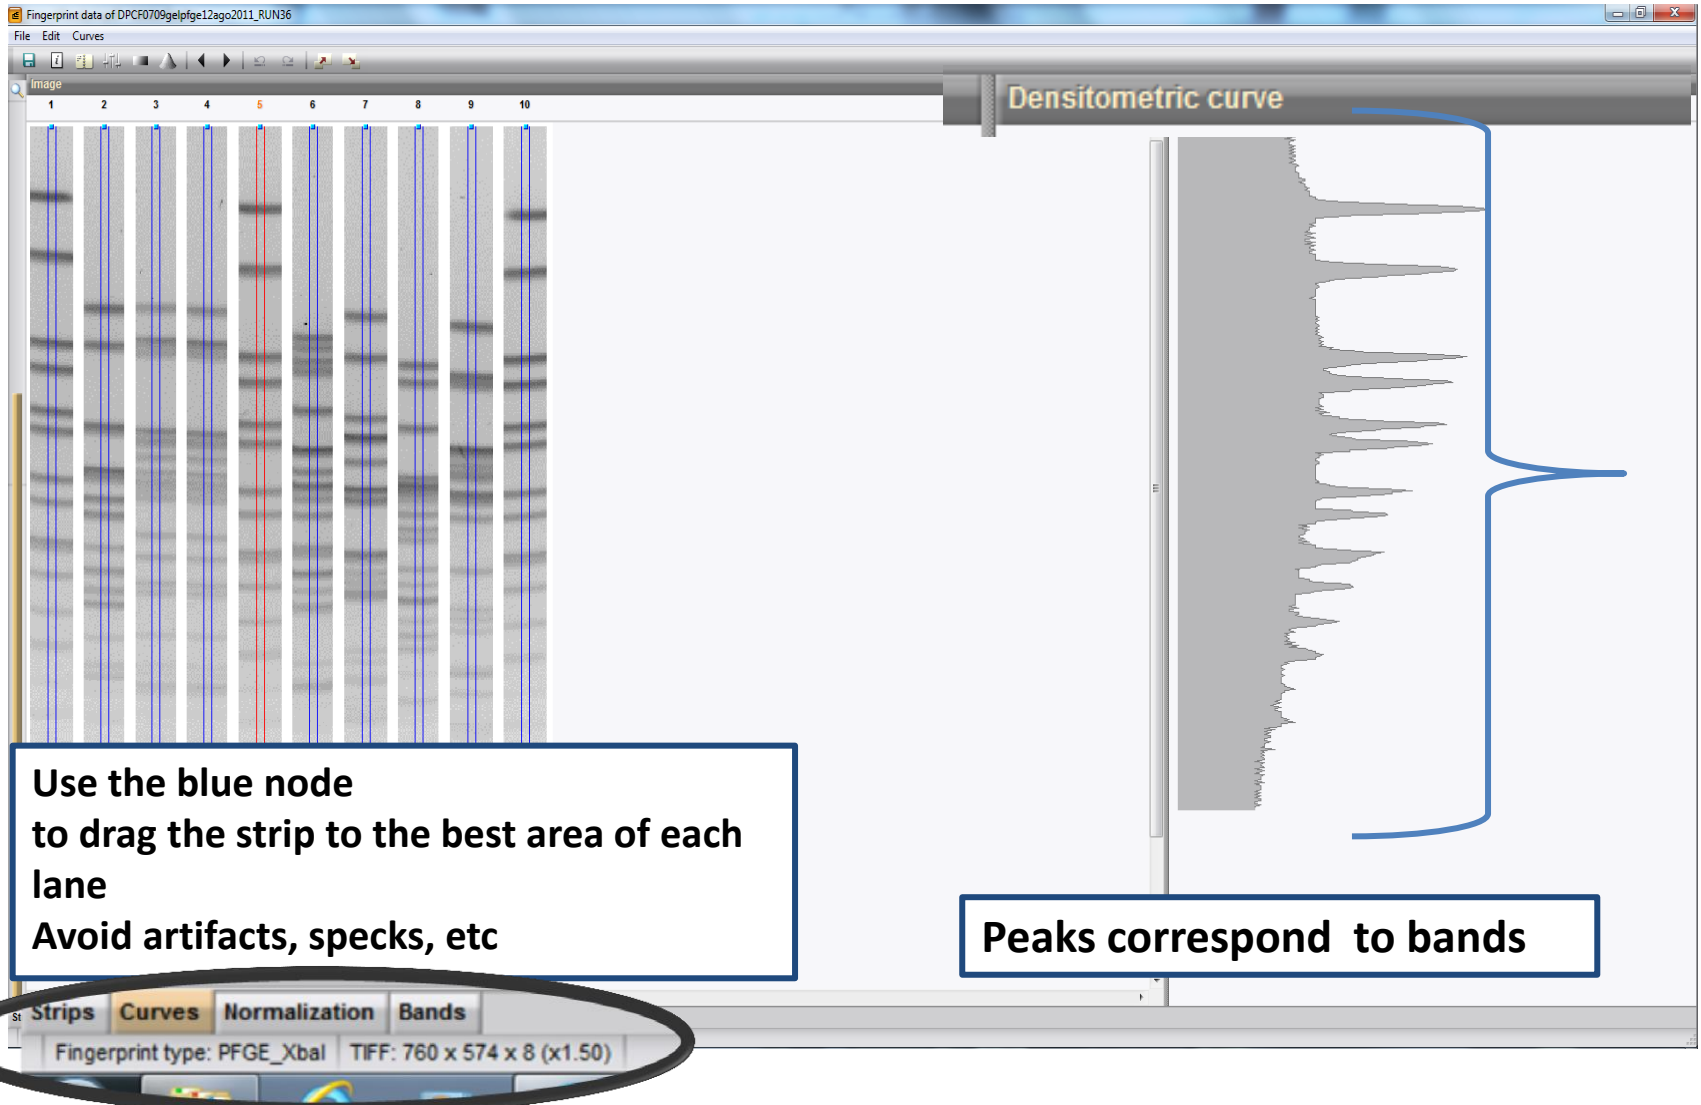 Fingerprint data of DPCF0709gelpfge12ago2011_RUN36
File Edit Curves
Image
1 2 3 4 5 6 7 8 9 10
Densitometric curve
Use the blue node
to drag the strip to the best area of each
lane
Avoid artifacts, specks, etc
Peaks correspond to bands
St
Strips Curves Normalization Bands
Fingerprint type: PFGE_XbaI TIFF: 760 x 574 x 8 (x1.50)